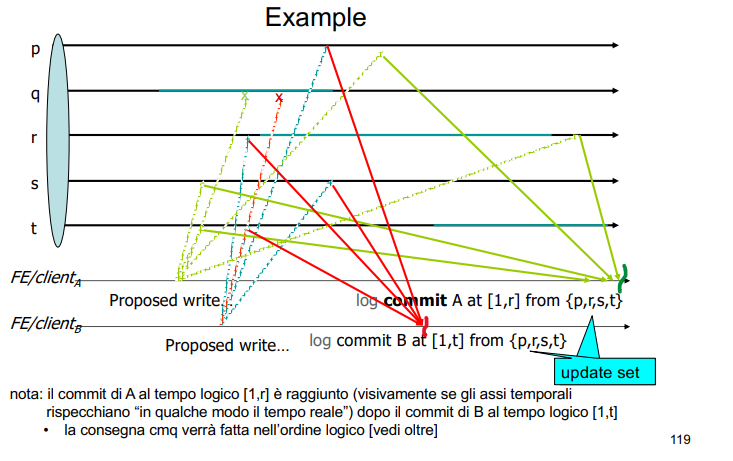 Example
p
q
x x
r
s
t
FE/client_A
Proposed write...
log commit A at [1,r] from {p,r,s,t}
FE/client_B
Proposed write…
log commit B at [1,t] from {p,r,s,t}
update set
nota: il commit di A al tempo logico [1,r] è raggiunto (visivamente se gli assi temporali
rispecchiano “in qualche modo il tempo reale”) dopo il commit di B al tempo logico [1,t]
• la consegna cmq verrà fatta nell'ordine logico [vedi oltre]
119